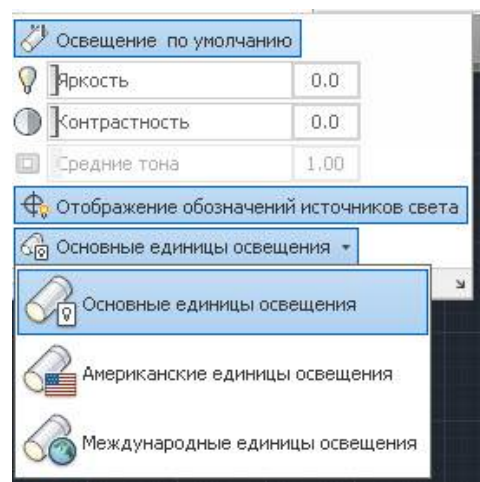 Освещение по умолчанию
Яркость 0.0
Контрастность 0.0
Средние тона 1.00
Отображение обозначений источников света
Основные единицы освещения
Основные единицы освещения
Американские единицы освещения
Международные единицы освещения